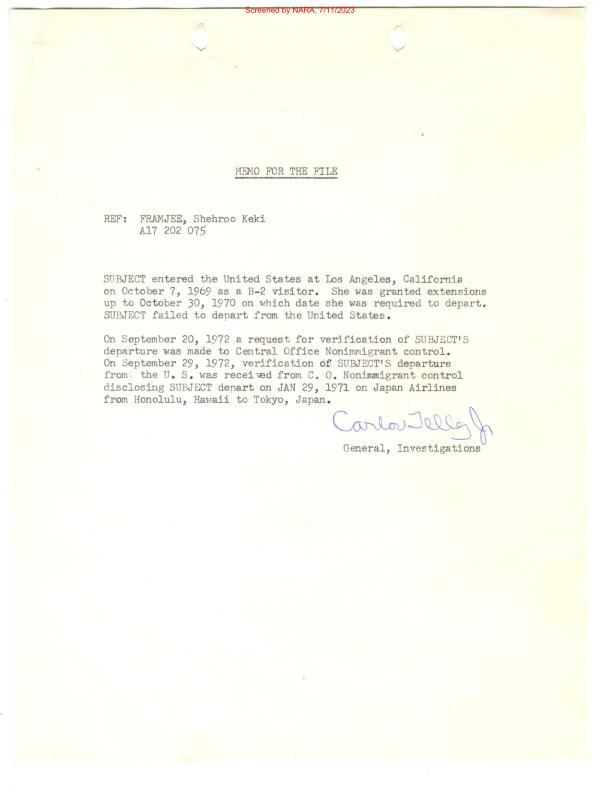 Screened by NARA, 7/11/2023
MEMO FOR THE FILE
REF: FRAMJEE, Shehroo Keki
A17 202 075
SUBJECT entered the United States at Los Angeles, California
on October 7, 1969 as a B-2 visitor. She was granted extensions
up to October 30, 1970 on which date she was required to depart.
SUBJECT failed to depart from the United States.
On September 20, 1972 a request for verification of SUBJECT'S
departure was made to Central Office Nonimmigrant control.
On September 29, 1972, verification of SUBJECT'S departure
from the U. S. was received from C. O. Nonimmigrant control
disclosing SUBJECT depart on JAN 29, 1971 on Japan Airlines
from Honolulu, Hawaii to Tokyo, Japan.
Carlos Jr
General, Investigations